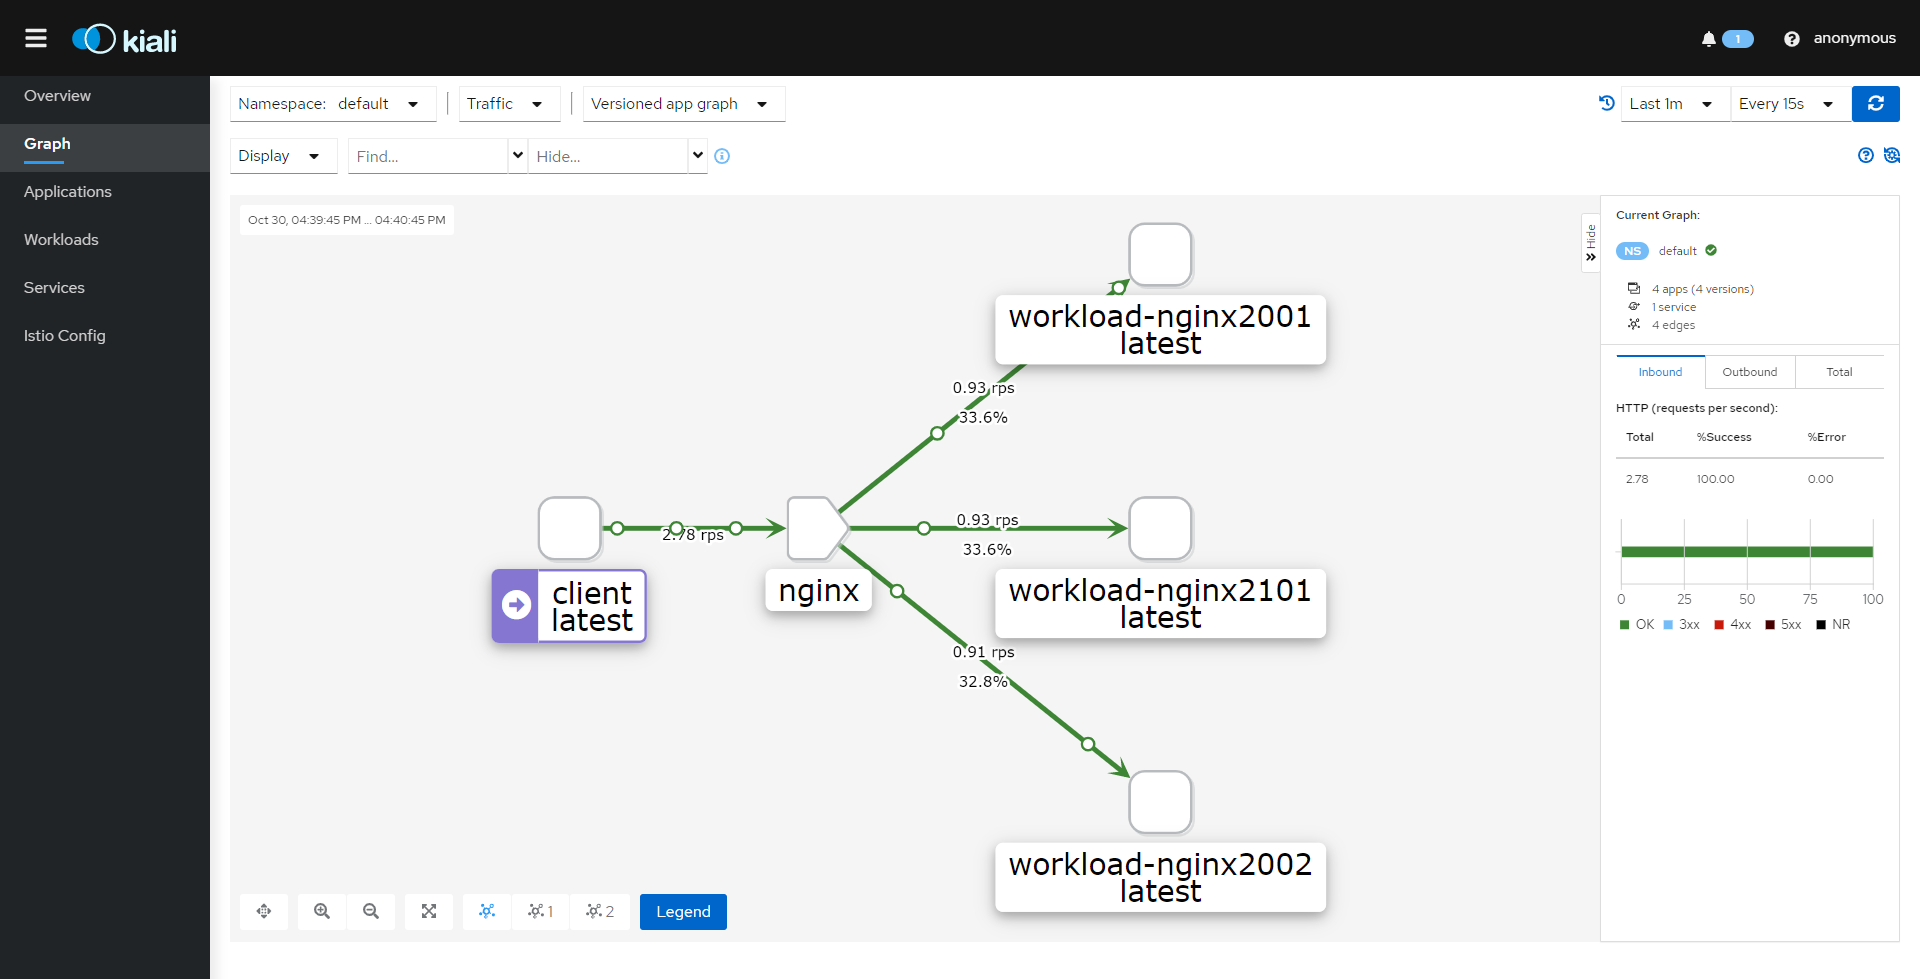 kiali
1
anonymous
Overview
Graph
Applications
Workloads
Services
Istio Config
Namespace: default
Traffic
Versioned app graph
Last 1m
Every 15s
Display
Find...
Hide...
Oct 30, 04:39:45 PM ... 04:40:45 PM
workload-nginx2001
latest
0.93 rps
33.6%
2.78 rps
0.93 rps
33.6%
client
latest
nginx
workload-nginx2101
latest
0.91 rps
32.8%
workload-nginx2002
latest
1
2
Legend
Hide
Current Graph:
NS default
4 apps (4 versions)
1 service
4 edges
Inbound Outbound Total
HTTP (requests per second):
Total %Success %Error
2.78 100.00 0.00
0 25 50 75 100
OK 3xx 4xx 5xx NR